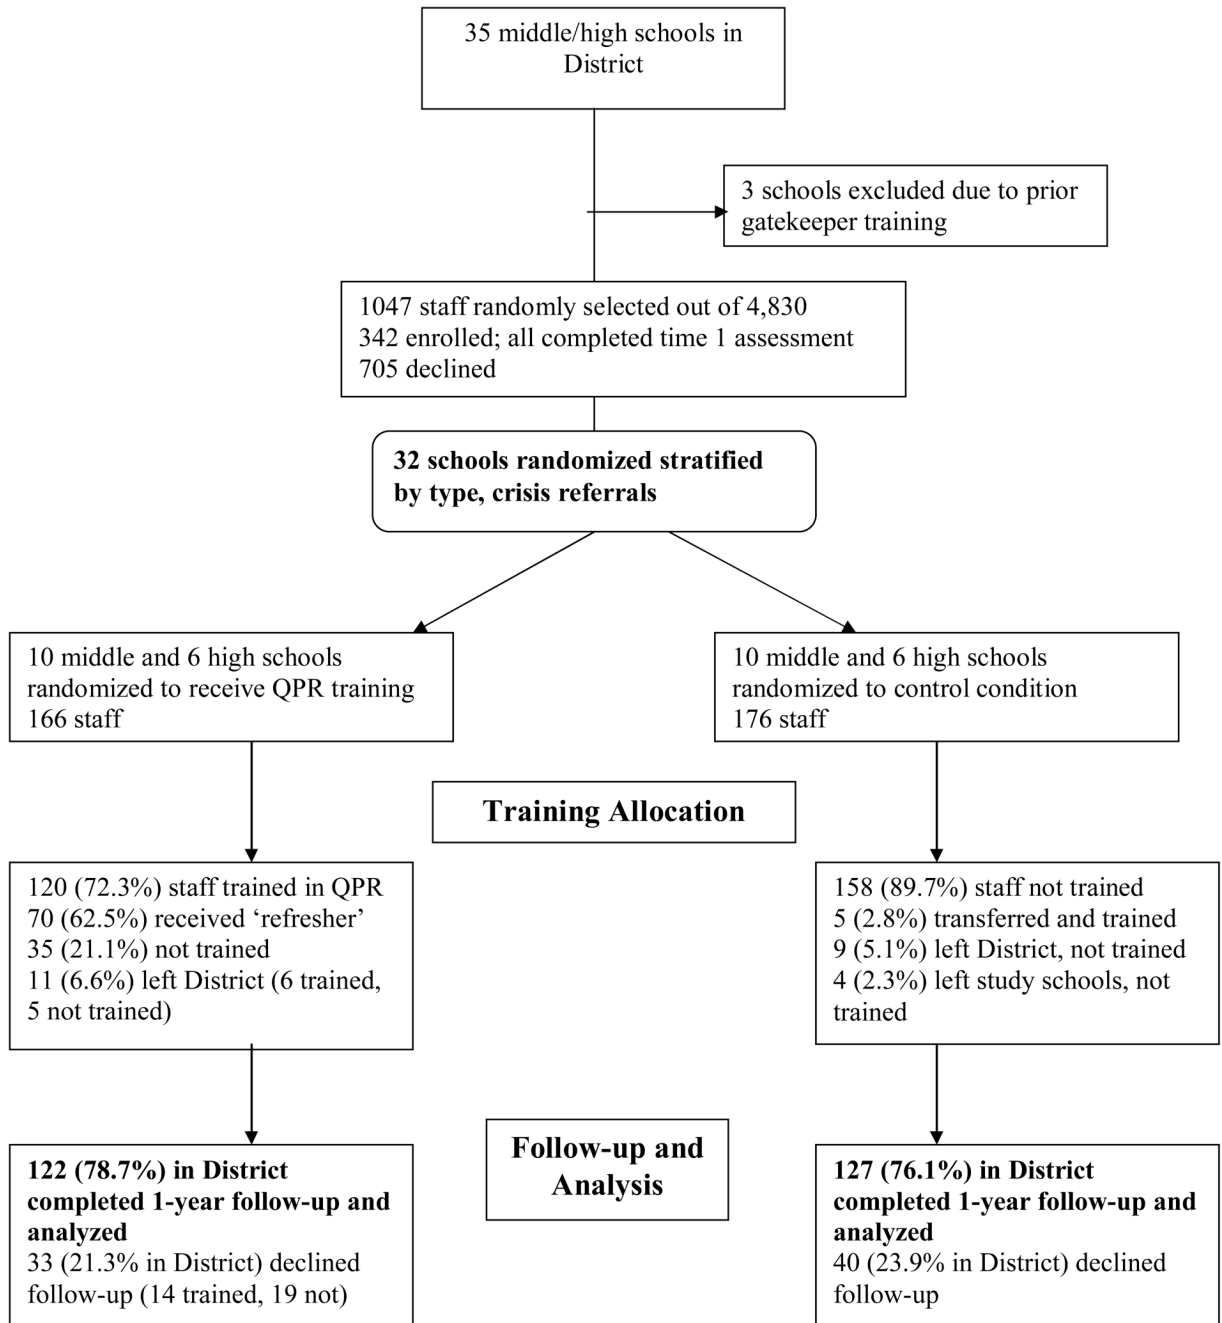 35 middle/high schools in
District
3 schools excluded due to prior
gatekeeper training
1047 staff randomly selected out of 4,830
342 enrolled; all completed time 1 assessment
705 declined
32 schools randomized stratified
by type, crisis referrals
10 middle and 6 high schools
randomized to receive QPR training
166 staff
10 middle and 6 high schools
randomized to control condition
176 staff
Training Allocation
120 (72.3%) staff trained in QPR
70 (62.5%) received ‘refresher’
35 (21.1%) not trained
11 (6.6%) left District (6 trained,
5 not trained)
158 (89.7%) staff not trained
5 (2.8%) transferred and trained
9 (5.1%) left District, not trained
4 (2.3%) left study schools, not
trained
Follow-up and
Analysis
122 (78.7%) in District
completed 1-year follow-up and
analyzed
33 (21.3% in District) declined
follow-up (14 trained, 19 not)
127 (76.1%) in District
completed 1-year follow-up and
analyzed
40 (23.9% in District) declined
follow-up